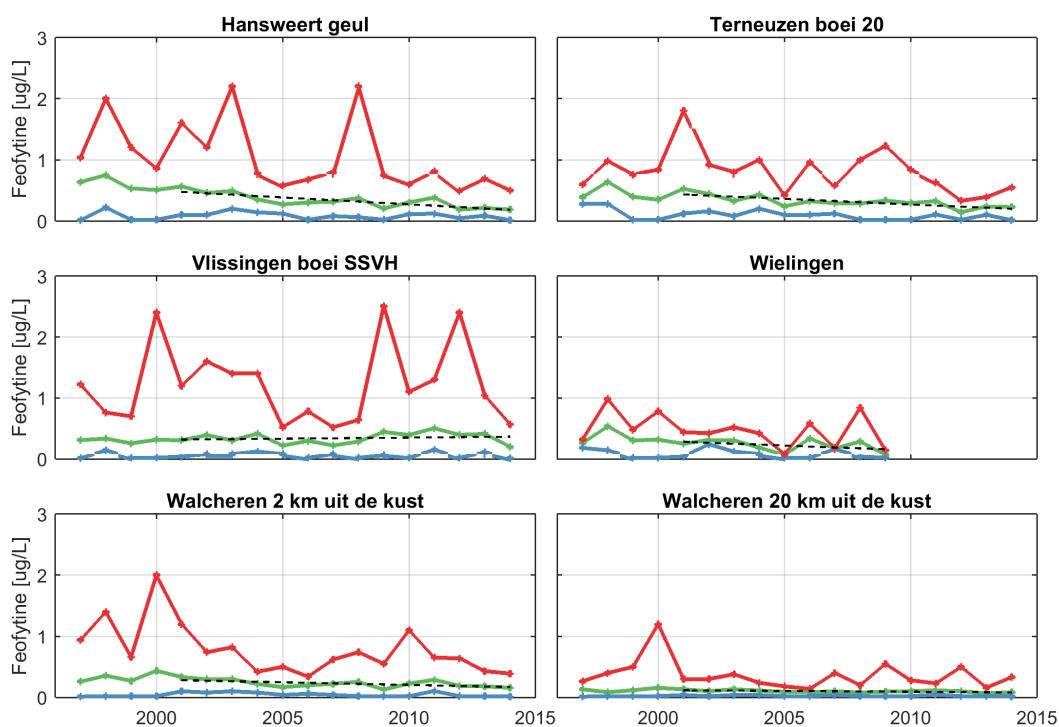 Hansweert geul
Terneuzen boei 20
3
2
1
0
Feofytine [ug/L]
Vlissingen boei SSVH
Wielingen
3
2
1
0
Feofytine [ug/L]
Walcheren 2 km uit de kust
Walcheren 20 km uit de kust
3
2
1
0
Feofytine [ug/L]
2000 2005 2010 2015
2000 2005 2010 2015